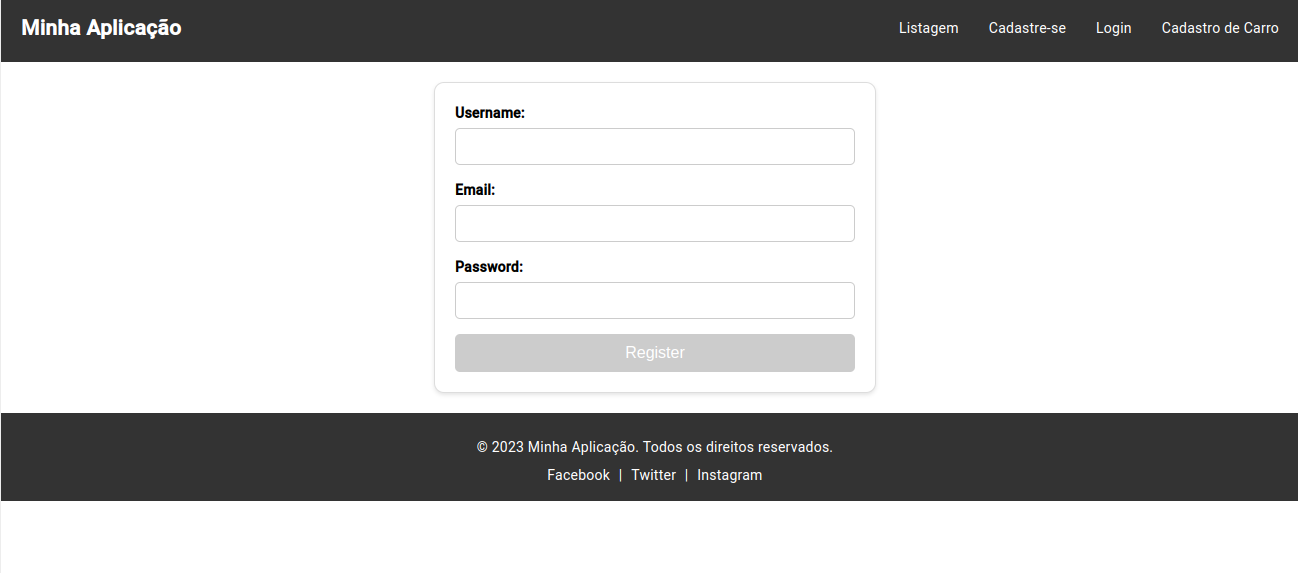 Minha Aplicação
Listagem Cadastre-se Login Cadastro de Carro
Username:
Email:
Password:
Register
© 2023 Minha Aplicação. Todos os direitos reservados.
Facebook | Twitter | Instagram